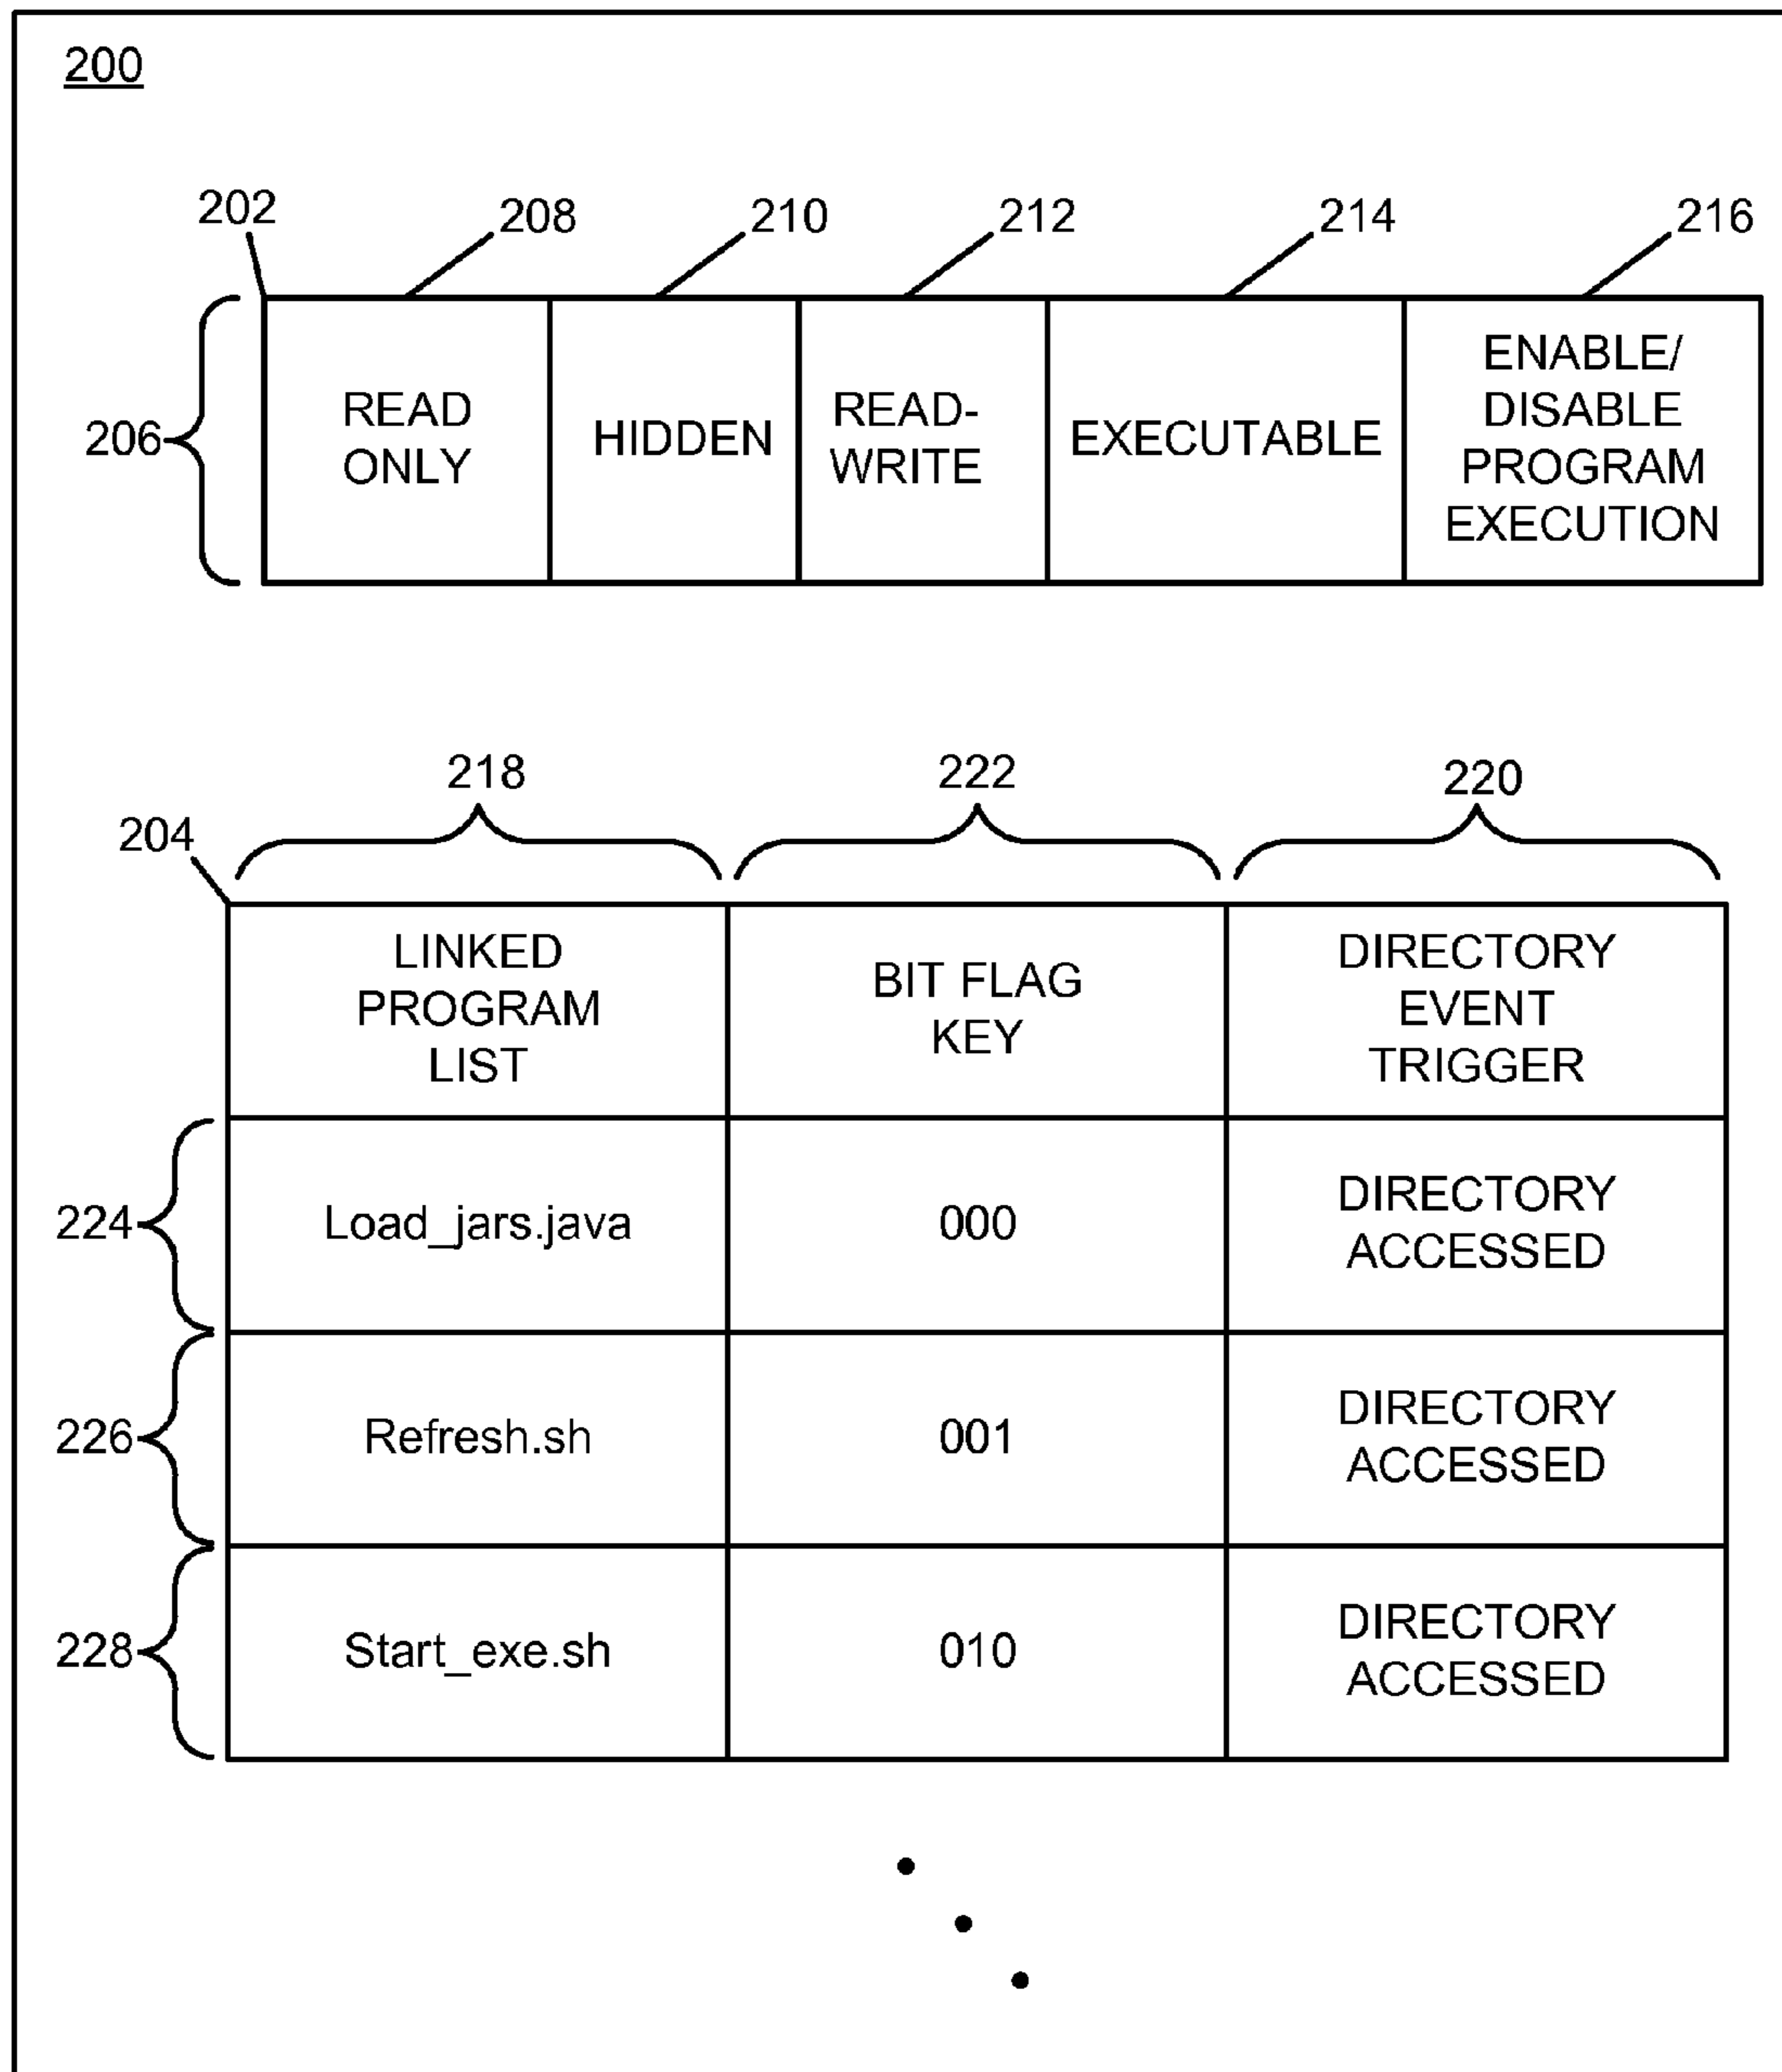 200
202 208 210 212 214 216
206
READ
ONLY
HIDDEN
READ-
WRITE
EXECUTABLE
ENABLE/
DISABLE
PROGRAM
EXECUTION
218 222 220
204
LINKED
PROGRAM
LIST
BIT FLAG
KEY
DIRECTORY
EVENT
TRIGGER
224
Load_jars.java
000
DIRECTORY
ACCESSED
226
Refresh.sh
001
DIRECTORY
ACCESSED
228
Start_exe.sh
010
DIRECTORY
ACCESSED